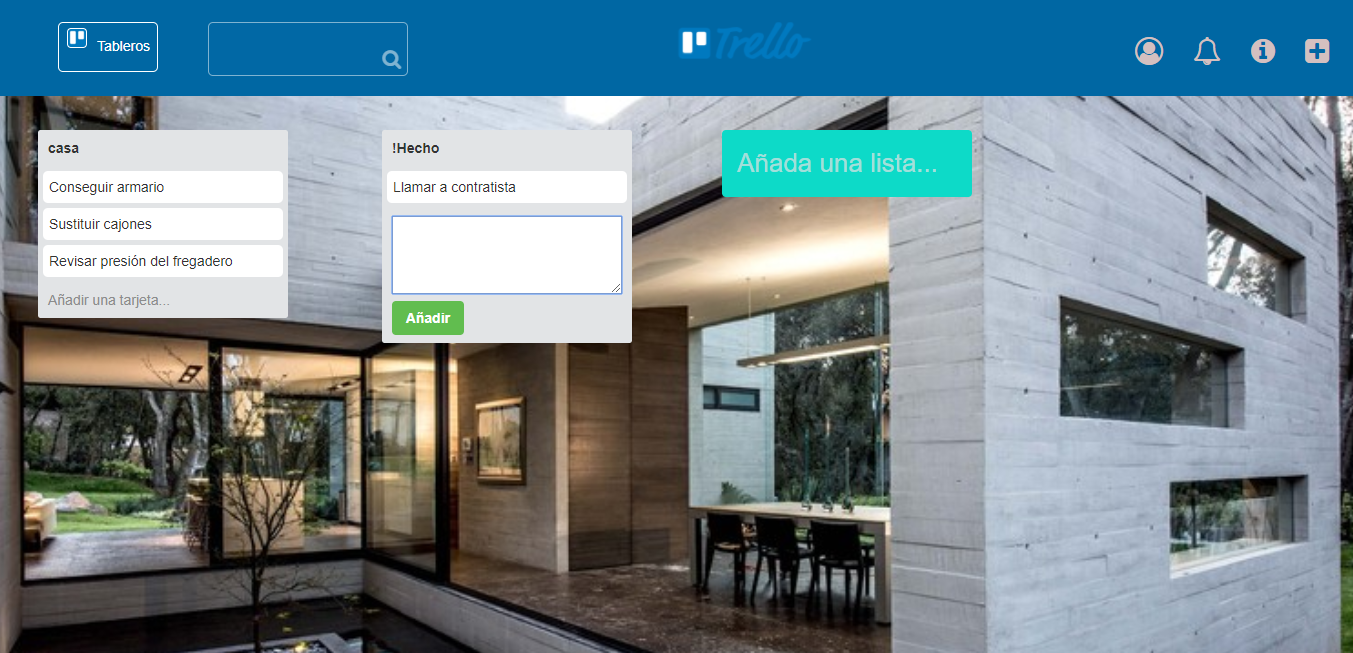 Tableros
Trello
casa
Conseguir armario
Sustituir cajones
Revisar presión del fregadero
Añadir una tarjeta...
!Hecho
Llamar a contratista
Añadir
Añada una lista...